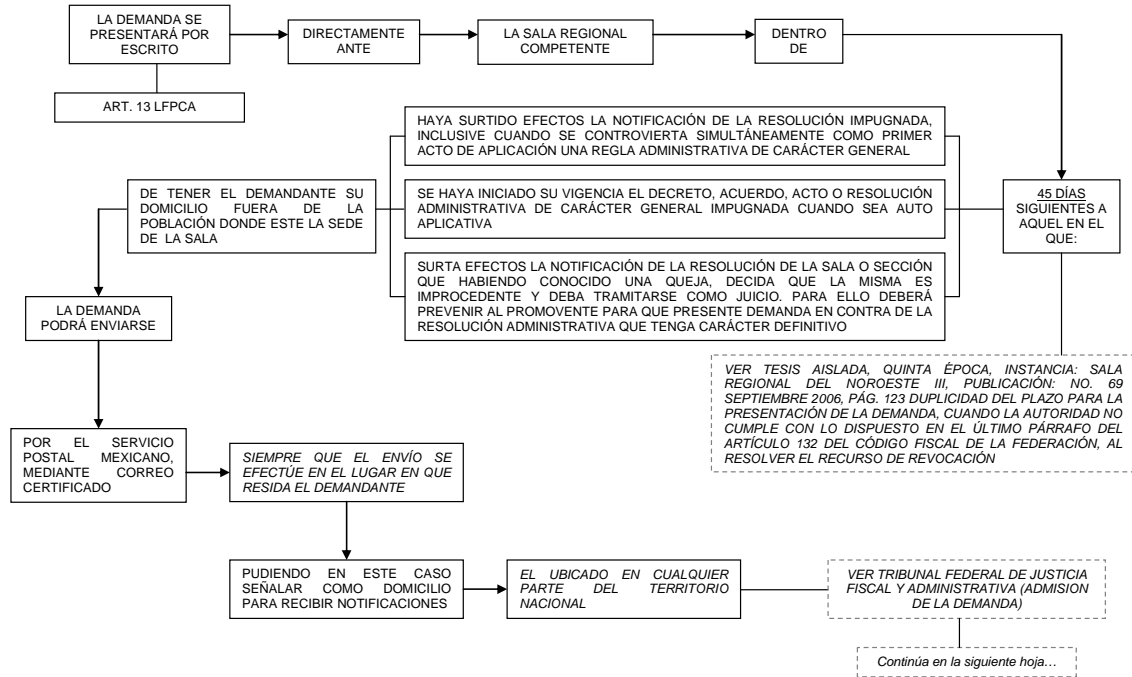 LA DEMANDA SE
PRESENTARÁ POR
ESCRITO
DIRECTAMENTE
ANTE
LA SALA REGIONAL
COMPETENTE
DENTRO
DE
ART. 13 LFPCA
HAYA SURTIDO EFECTOS LA NOTIFICACIÓN DE LA RESOLUCIÓN IMPUGNADA,
INCLUSIVE CUANDO SE CONTROVIERTA SIMULTÁNEAMENTE COMO PRIMER
ACTO DE APLICACIÓN UNA REGLA ADMINISTRATIVA DE CARÁCTER GENERAL
DE TENER EL DEMANDANTE SU
DOMICILIO FUERA DE LA
POBLACIÓN DONDE ESTE LA SEDE
DE LA SALA
SE HAYA INICIADO SU VIGENCIA EL DECRETO, ACUERDO, ACTO O RESOLUCIÓN
ADMINISTRATIVA DE CARÁCTER GENERAL IMPUGNADA CUANDO SEA AUTO
APLICATIVA
45 DÍAS
SIGUIENTES A
AQUEL EN EL
QUE:
SURTA EFECTOS LA NOTIFICACIÓN DE LA RESOLUCIÓN DE LA SALA O SECCIÓN
QUE HABIENDO CONOCIDO UNA QUEJA, DECIDA QUE LA MISMA ES
IMPROCEDENTE Y DEBA TRAMITARSE COMO JUICIO. PARA ELLO DEBERÁ
PREVENIR AL PROMOVENTE PARA QUE PRESENTE DEMANDA EN CONTRA DE
LA RESOLUCIÓN ADMINISTRATIVA QUE TENGA CARÁCTER DEFINITIVO
LA DEMANDA
PODRÁ ENVIARSE
VER TESIS AISLADA, QUINTA ÉPOCA, INSTANCIA: SALA
REGIONAL DEL NOROESTE III, PUBLICACIÓN: NO. 69
SEPTIEMBRE 2006, PÁG. 123 DUPLICIDAD DEL PLAZO PARA LA
PRESENTACIÓN DE LA DEMANDA, CUANDO LA AUTORIDAD NO
CUMPLE CON LO DISPUESTO EN EL ÚLTIMO PÁRRAFO DEL
ARTÍCULO 132 DEL CÓDIGO FISCAL DE LA FEDERACIÓN, AL
RESOLVER EL RECURSO DE REVOCACIÓN
POR EL SERVICIO
POSTAL MEXICANO,
MEDIANTE CORREO
CERTIFICADO
SIEMPRE QUE EL ENVÍO SE
EFECTÚE EN EL LUGAR EN QUE
RESIDA EL DEMANDANTE
PUDIENDO EN ESTE CASO
SEÑALAR COMO DOMICILIO
PARA RECIBIR NOTIFICACIONES
EL UBICADO EN CUALQUIER
PARTE DEL TERRITORIO
NACIONAL
VER TRIBUNAL FEDERAL DE JUSTICIA
FISCAL Y ADMINISTRATIVA (ADMISION
DE LA DEMANDA)
Continúa en la siguiente hoja…